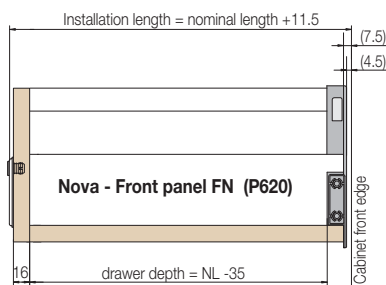 Installation length = nominal length +11.5
(7.5)
(4.5)
Nova - Front panel FN (P620)
Cabinet front edge
16
drawer depth = NL -35